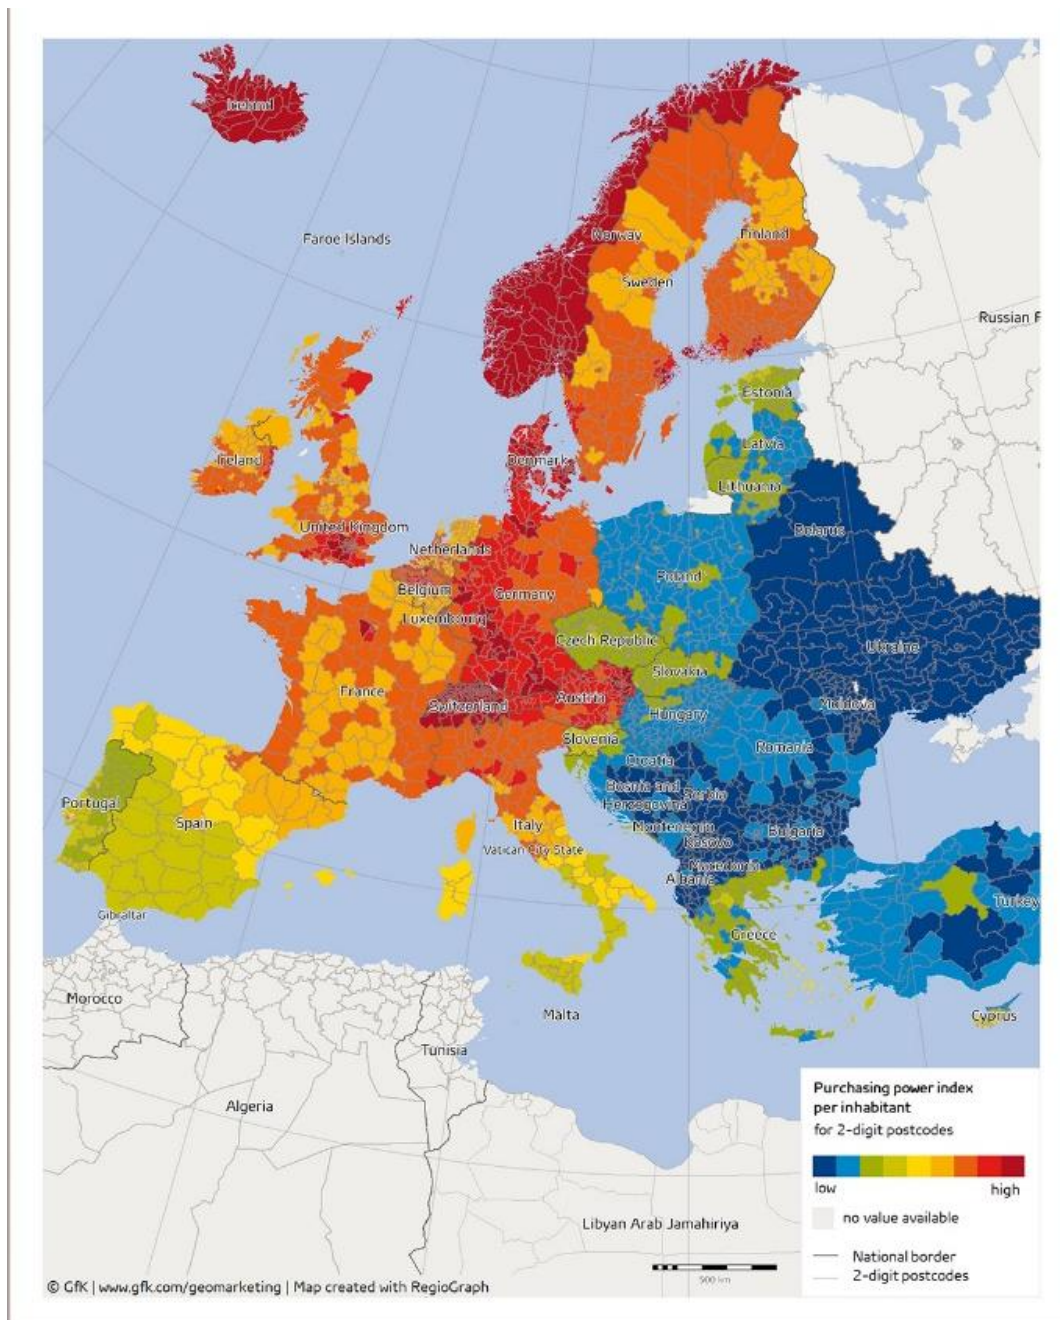 Iceland
Faroe Islands
Norway
Finland
Sweden
Russian F
Estonia
Latvia
Lithuania
Ireland
Denmark
United Kingdom
Netherlands
Belgium
Luxembourg
Germany
Poland
Belarus
Czech Republic
Ukraine
Slovakia
France
Switzerland
Austria
Hungary
Moldova
Slovenia
Romania
Croatia
Bosnia and
Hercegovina
Serbia
Portugal
Spain
Italy
Montenegro
Kosovo
Bulgaria
Vatican City State
Macedonia
Albania
Turkey
Gibraltar
Greece
Morocco
Malta
Cyprus
Tunisia
Algeria
Libyan Arab Jamahiriya
Purchasing power index
per inhabitant
for 2-digit postcodes
low high
no value available
National border
2-digit postcodes
500 km
© GfK | www.gfk.com/geomarketing | Map created with RegioGraph